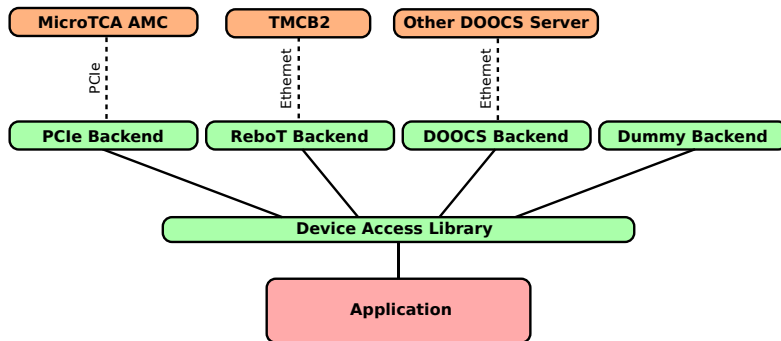 MicroTCA AMC
TMCB2
Other DOOCS Server
PCIe
Ethernet
Ethernet
PCIe Backend
ReboT Backend
DOOCS Backend
Dummy Backend
Device Access Library
Application